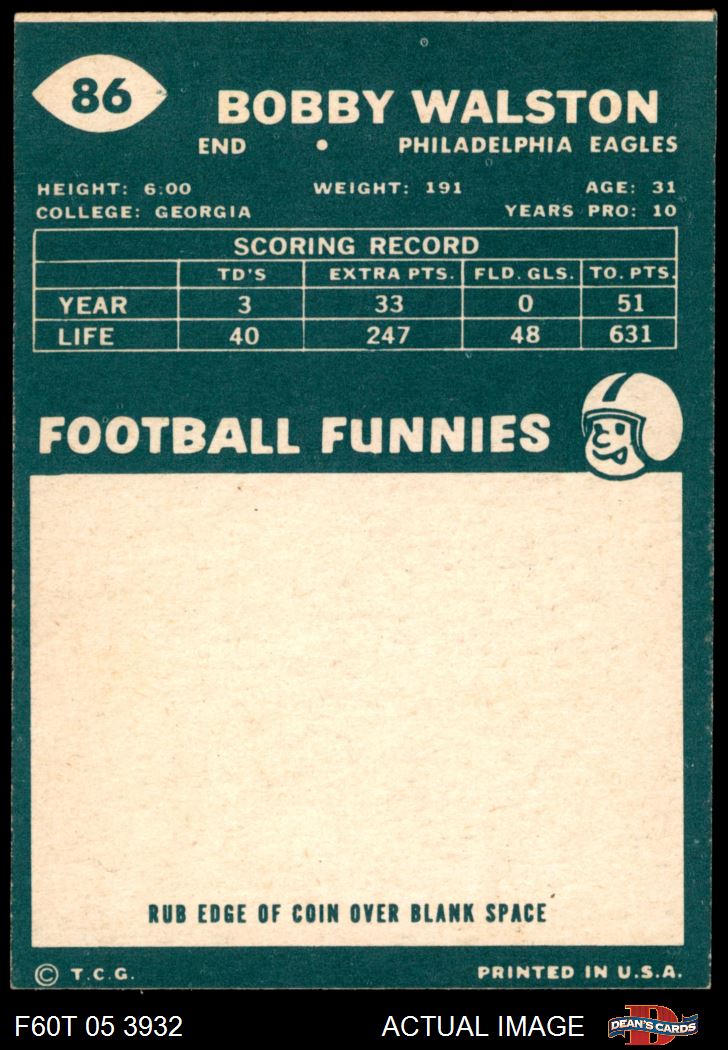 86
BOBBY WALSTON
END • PHILADELPHIA EAGLES
HEIGHT: 6:00 WEIGHT: 191 AGE: 31
COLLEGE: GEORGIA YEARS PRO: 10
SCORING RECORD
TD'S EXTRA PTS. FLD. GLS. TO. PTS.
YEAR 3 33 0 51
LIFE 40 247 48 631
FOOTBALL FUNNIES
RUB EDGE OF COIN OVER BLANK SPACE
© T.C.G. PRINTED IN U.S.A.
F60T 05 3932 ACTUAL IMAGE D DEAN'S CARDS